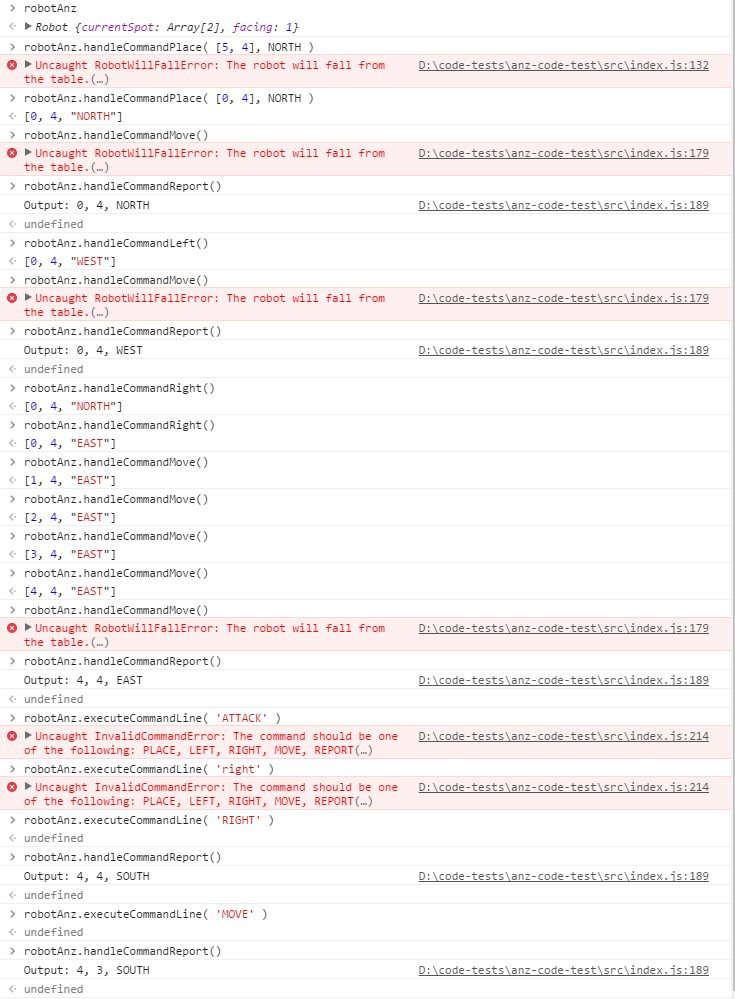 robotAnz
Robot {currentSpot: Array[2], facing: 1}
robotAnz.handleCommandPlace( [5, 4], NORTH )
Uncaught RobotWillFallError: The robot will fall from D:\code-tests\anz-code-test\src\index.js:132
the table.(…)
robotAnz.handleCommandPlace( [0, 4], NORTH )
[0, 4, "NORTH"]
robotAnz.handleCommandMove()
Uncaught RobotWillFallError: The robot will fall from D:\code-tests\anz-code-test\src\index.js:179
the table.(…)
robotAnz.handleCommandReport()
Output: 0, 4, NORTH D:\code-tests\anz-code-test\src\index.js:189
undefined
robotAnz.handleCommandLeft()
[0, 4, "WEST"]
robotAnz.handleCommandMove()
Uncaught RobotWillFallError: The robot will fall from D:\code-tests\anz-code-test\src\index.js:179
the table.(…)
robotAnz.handleCommandReport()
Output: 0, 4, WEST D:\code-tests\anz-code-test\src\index.js:189
undefined
robotAnz.handleCommandRight()
[0, 4, "NORTH"]
robotAnz.handleCommandRight()
[0, 4, "EAST"]
robotAnz.handleCommandMove()
[1, 4, "EAST"]
robotAnz.handleCommandMove()
[2, 4, "EAST"]
robotAnz.handleCommandMove()
[3, 4, "EAST"]
robotAnz.handleCommandMove()
[4, 4, "EAST"]
robotAnz.handleCommandMove()
Uncaught RobotWillFallError: The robot will fall from D:\code-tests\anz-code-test\src\index.js:179
the table.(…)
robotAnz.handleCommandReport()
Output: 4, 4, EAST D:\code-tests\anz-code-test\src\index.js:189
undefined
robotAnz.executeCommandLine( 'ATTACK' )
Uncaught InvalidCommandError: The command should be one D:\code-tests\anz-code-test\src\index.js:214
of the following: PLACE, LEFT, RIGHT, MOVE, REPORT(…)
robotAnz.executeCommandLine( 'right' )
Uncaught InvalidCommandError: The command should be one D:\code-tests\anz-code-test\src\index.js:214
of the following: PLACE, LEFT, RIGHT, MOVE, REPORT(…)
robotAnz.executeCommandLine( 'RIGHT' )
undefined
robotAnz.handleCommandReport()
Output: 4, 4, SOUTH D:\code-tests\anz-code-test\src\index.js:189
undefined
robotAnz.executeCommandLine( 'MOVE' )
undefined
robotAnz.handleCommandReport()
Output: 4, 3, SOUTH D:\code-tests\anz-code-test\src\index.js:189
undefined